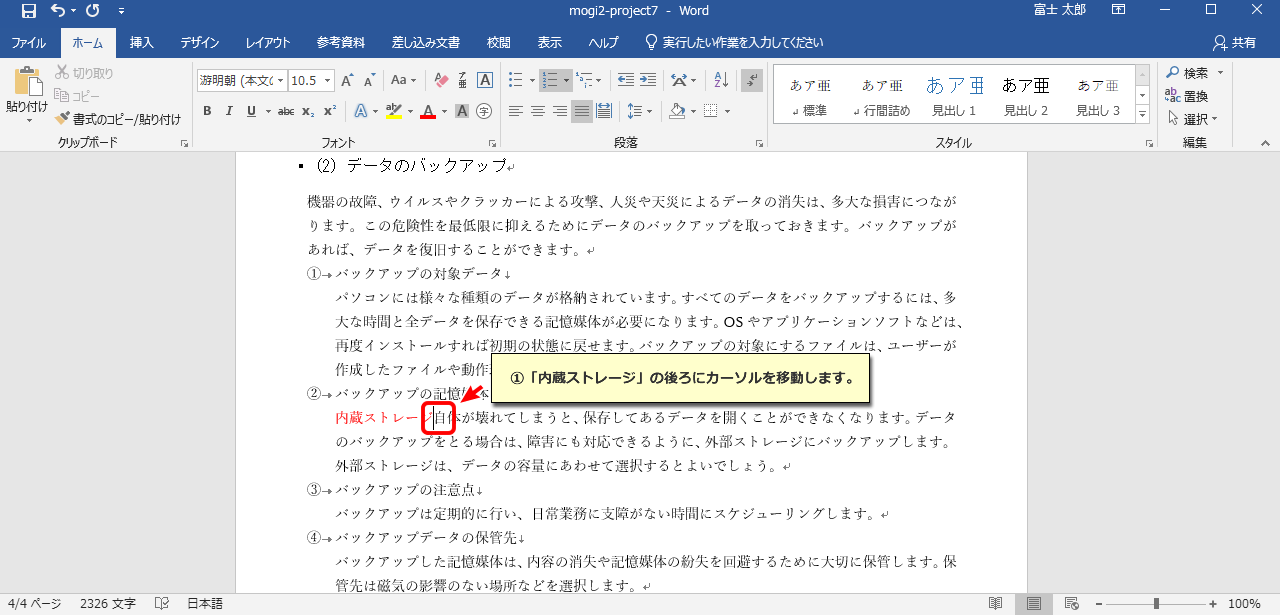 mogi2-project7 - Word
富士 太郎
ファイル ホーム 挿入 デザイン レイアウト 参考資料 差し込み文書 校閲 表示 ヘルプ 実行したい作業を入力してください 共有
貼り付け
切り取り
コピー
書式のコピー/貼り付け
クリップボード
游明朝 (本文の 10.5
フォント
段落
あア亜 あア亜 あア亜 あア亜 あア亜
標準 行間詰め 見出し 1 見出し 2 見出し 3
スタイル
検索
置換
選択
編集
(2) データのバックアップ
機器の故障、ウイルスやクラッカーによる攻撃、人災や天災によるデータの消失は、多大な損害につなが
ります。この危険性を最低限に抑えるためにデータのバックアップを取っておきます。バックアップが
あれば、データを復旧することができます。
①→バックアップの対象データ↓
パソコンには様々な種類のデータが格納されています。すべてのデータをバックアップするには、多
大な時間と全データを保存できる記憶媒体が必要になります。OS やアプリケーションソフトなどは、
再度インストールすれば初期の状態に戻せます。バックアップの対象にするファイルは、ユーザーが
作成したファイルや動作
①「内蔵ストレージ」の後ろにカーソルを移動します。
②→バックアップの記憶媒体
内蔵ストレージ自体が壊れてしまうと、保存してあるデータを開くことができなくなります。データ
のバックアップをとる場合は、障害にも対応できるように、外部ストレージにバックアップします。
外部ストレージは、データの容量にあわせて選択するとよいでしょう。
③→バックアップの注意点↓
バックアップは定期的に行い、日常業務に支障がない時間にスケジューリングします。
④→バックアップデータの保管先↓
バックアップした記憶媒体は、内容の消失や記憶媒体の紛失を回避するために大切に保管します。保
管先は磁気の影響のない場所などを選択します。
4/4 ページ 2326 文字 日本語 100%